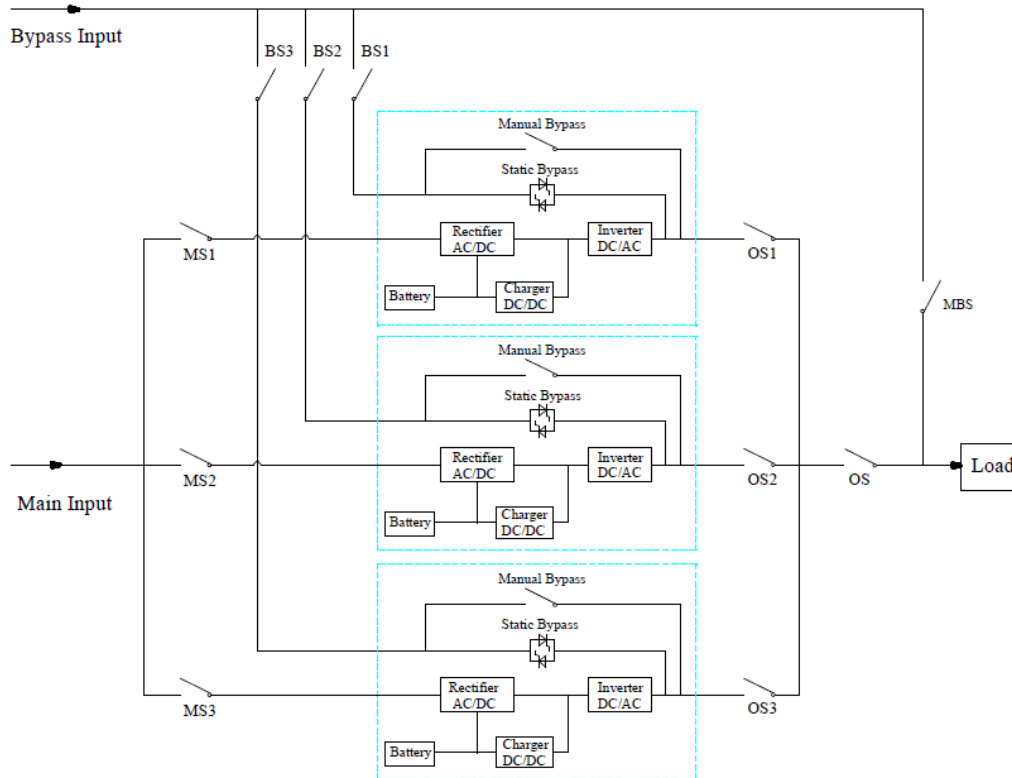 Bypass Input
BS3
BS2
BS1
Manual Bypass
Static Bypass
Rectifier
AC/DC
Inverter
DC/AC
MS1
OS1
Battery
Charger
DC/DC
MBS
Manual Bypass
Static Bypass
Rectifier
AC/DC
Inverter
DC/AC
Load
MS2
OS2
OS
Main Input
Battery
Charger
DC/DC
Manual Bypass
Static Bypass
Rectifier
AC/DC
Inverter
DC/AC
MS3
OS3
Battery
Charger
DC/DC